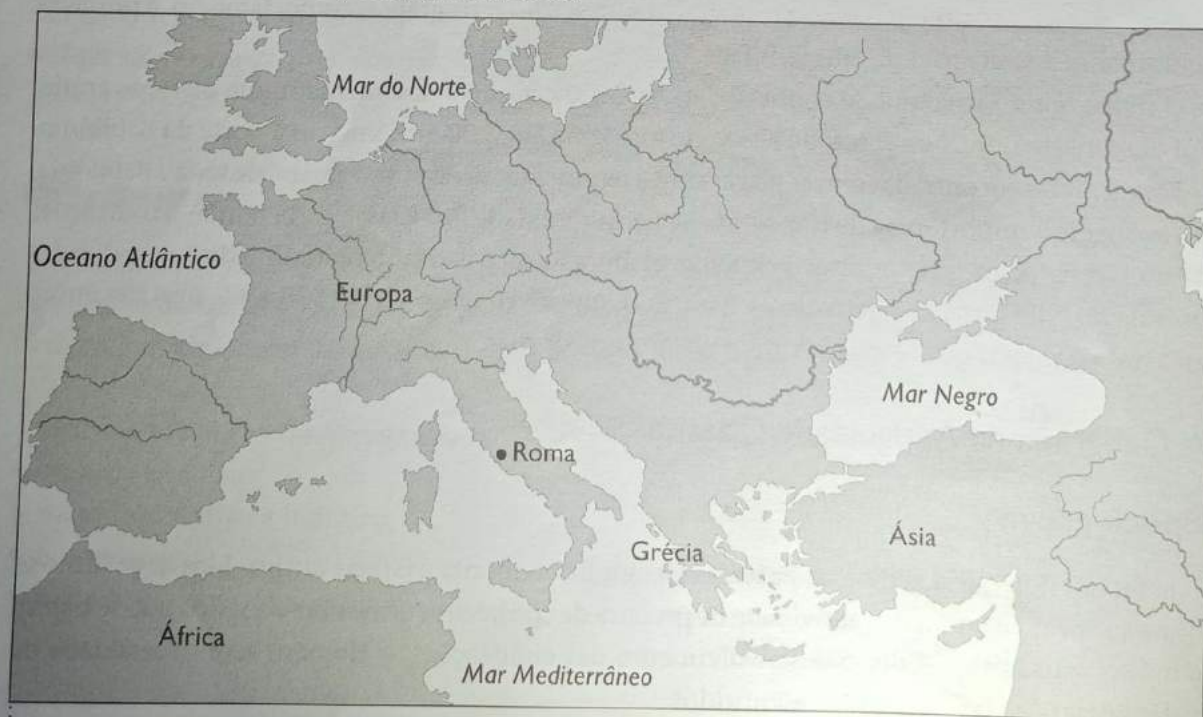 Mar do Norte
Oceano Atlântico
Europa
Mar Negro
Roma
Grécia
Ásia
África
Mar Mediterrâneo